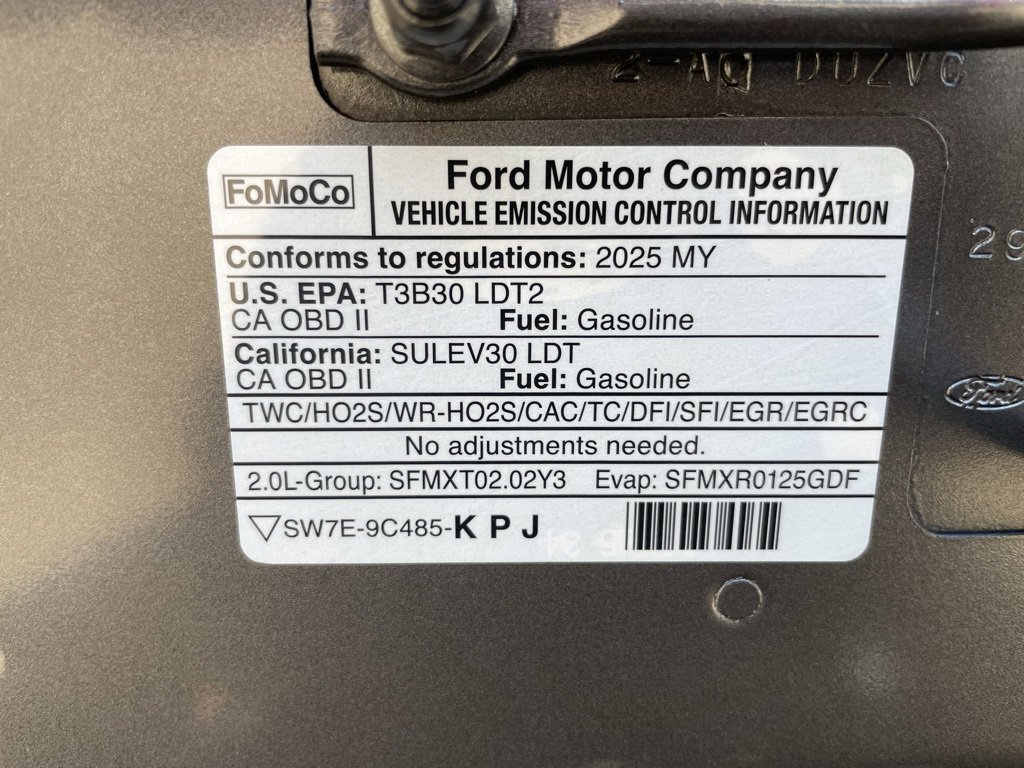 FoMoCo
Ford Motor Company
VEHICLE EMISSION CONTROL INFORMATION
Conforms to regulations: 2025 MY
U.S. EPA: T3B30 LDT2
CA OBD II Fuel: Gasoline
California: SULEV30 LDT
CA OBD II Fuel: Gasoline
TWC/HO2S/WR-HO2S/CAC/TC/DFI/SFI/EGR/EGRC
No adjustments needed.
2.0L-Group: SFMXT02.02Y3 Evap: SFMXR0125GDF
SW7E-9C485-K P J
29
Ford